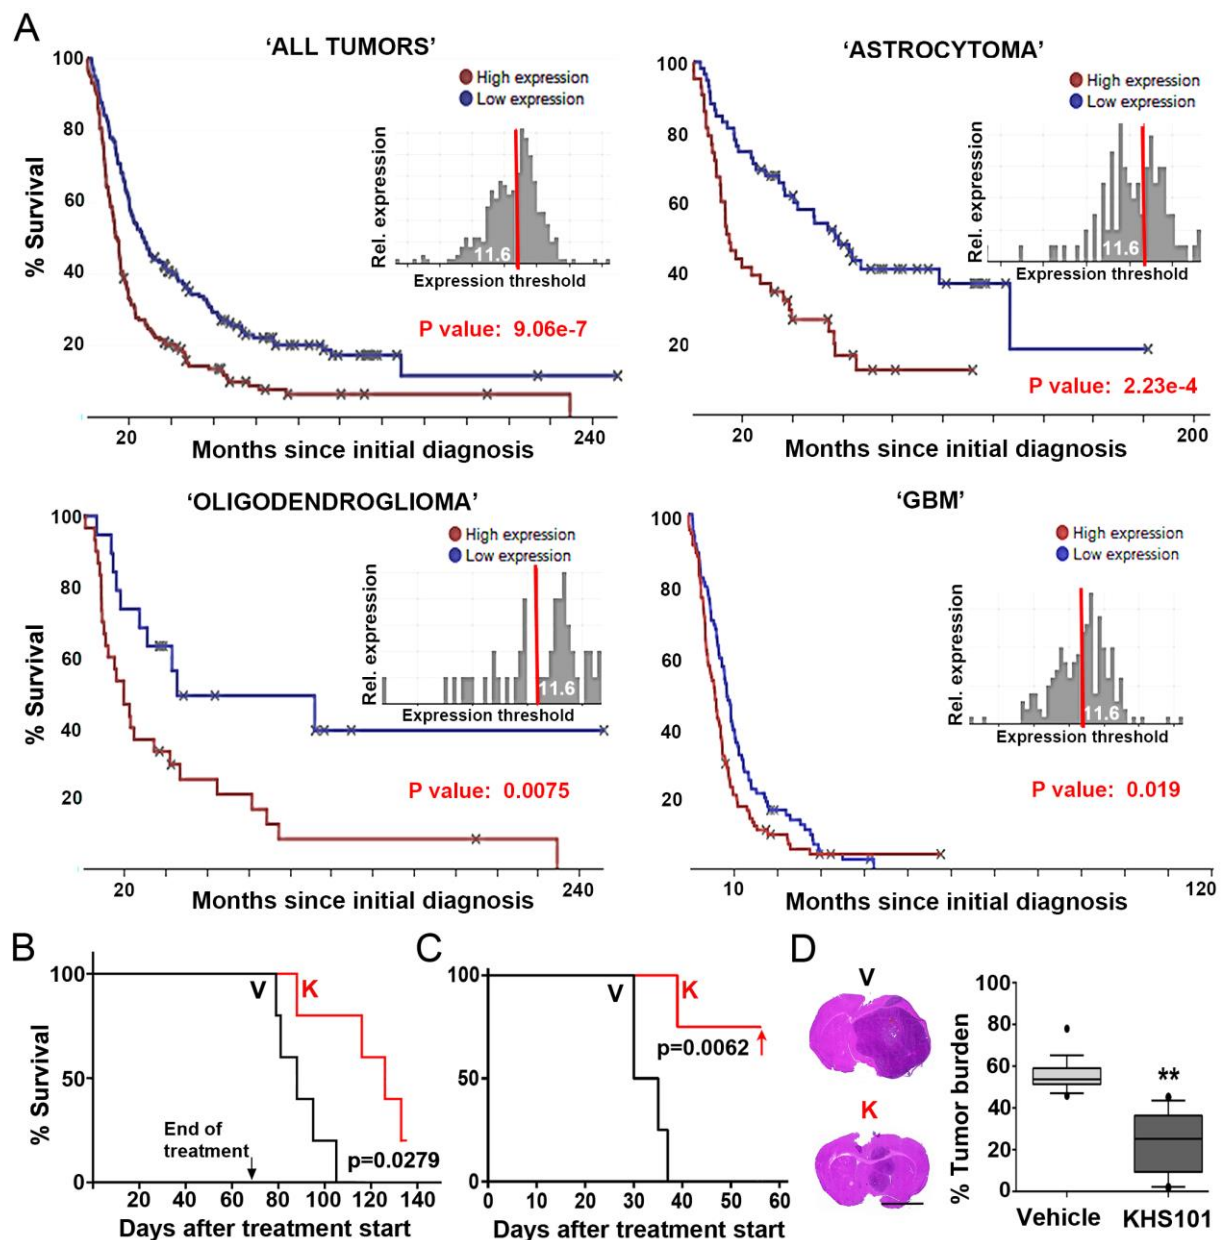 A
‘ALL TUMORS’
100
80
60
40
20
% Survival
High expression
Low expression
Rel. expression
11.6
Expression threshold
P value: 9.06e-7
20
240
Months since initial diagnosis
‘ASTROCYTOMA’
100
80
60
40
20
High expression
Low expression
Rel. expression
11.6
Expression threshold
P value: 2.23e-4
20
200
Months since initial diagnosis
‘OLIGODENDROGLIOMA’
100
80
60
40
20
% Survival
High expression
Low expression
Rel. expression
11.6
Expression threshold
P value: 0.0075
20
240
Months since initial diagnosis
‘GBM’
100
80
60
40
20
High expression
Low expression
Rel. expression
11.6
Expression threshold
P value: 0.019
10
120
Months since initial diagnosis
B
% Survival
100
50
0
V
K
End of
treatment
p=0.0279
0 20 40 60 80 100 120 140
Days after treatment start
C
100
50
0
V
K
p=0.0062
0 10 20 30 40 50 60
Days after treatment start
D
V
K
% Tumor burden
100
80
60
40
20
0
**
Vehicle
KHS101